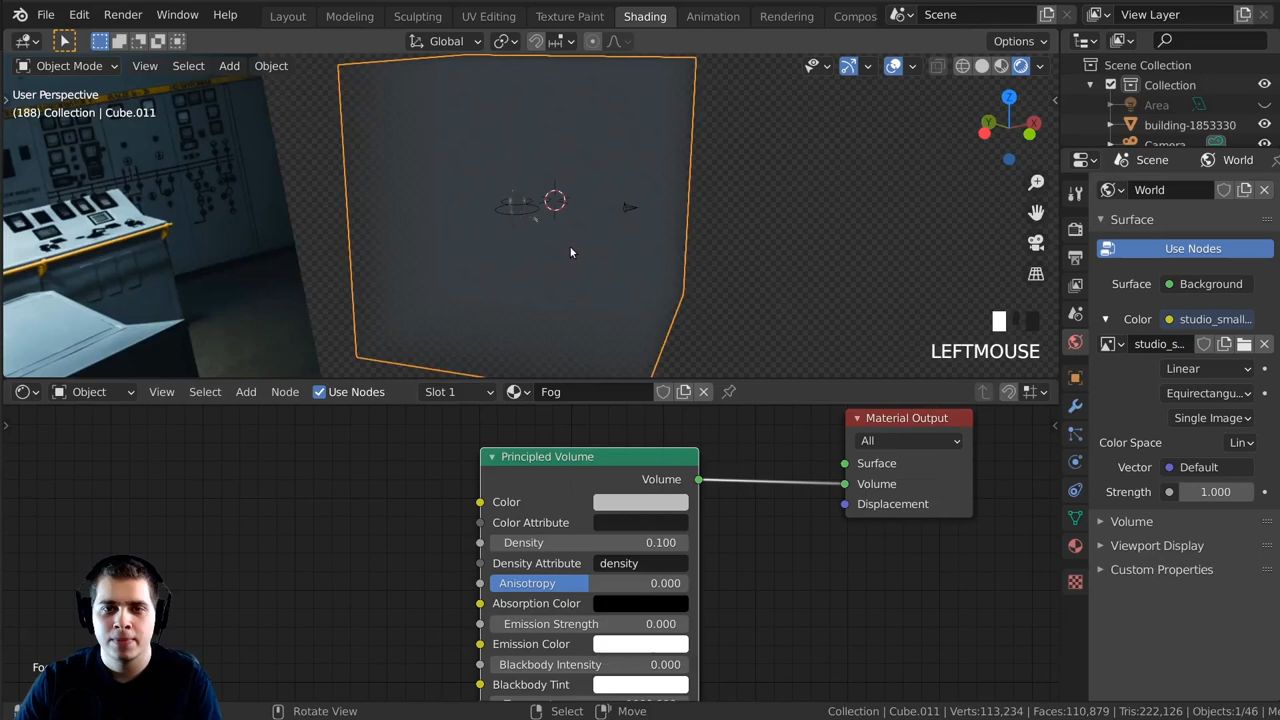 File Edit Render Window Help Layout Modeling Sculpting UV Editing Texture Paint Shading Animation Rendering Compos Scene View Layer
Global Options
Object Mode View Select Add Object
User Perspective
(188) Collection | Cube.011
LEFTMOUSE
Scene Collection
Collection
Area
building-1853330
Camera
Scene World
World
Surface
Use Nodes
Surface Background
Color studio_small...
studio_s...
Linear
Equirectangu...
Single Image
Color Space Lin
Vector Default
Strength 1.000
Volume
Viewport Display
Custom Properties
Object View Select Add Node Use Nodes Slot 1 Fog
Material Output
All
Surface
Volume
Displacement
Principled Volume
Volume
Color
Color Attribute
Density 0.100
Density Attribute density
Anisotropy 0.000
Absorption Color
Emission Strength 0.000
Emission Color
Blackbody Intensity 0.000
Blackbody Tint
Rotate View Select Move Collection | Cube.011 | Verts:113,234 | Faces:110,879 | Tris:222,126 | Objects:1/46 | Mem